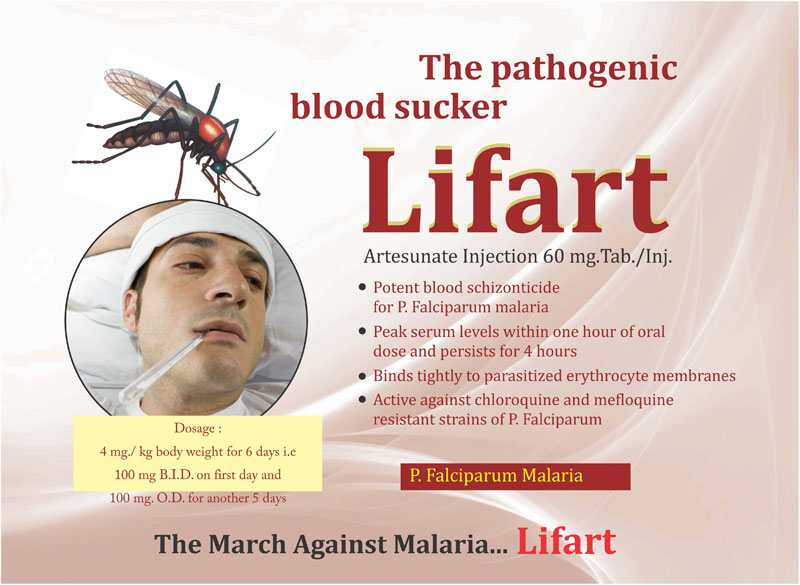 The pathogenic
blood sucker
Lifart
Artesunate Injection 60 mg.Tab./Inj.
• Potent blood schizonticide
for P. Falciparum malaria
• Peak serum levels within one hour of oral
dose and persists for 4 hours
• Binds tightly to parasitized erythrocyte membranes
• Active against chloroquine and mefloquine
resistant strains of P. Falciparum
Dosage :
4 mg./ kg body weight for 6 days i.e
100 mg B.I.D. on first day and
100 mg. O.D. for another 5 days
P. Falciparum Malaria
The March Against Malaria... Lifart